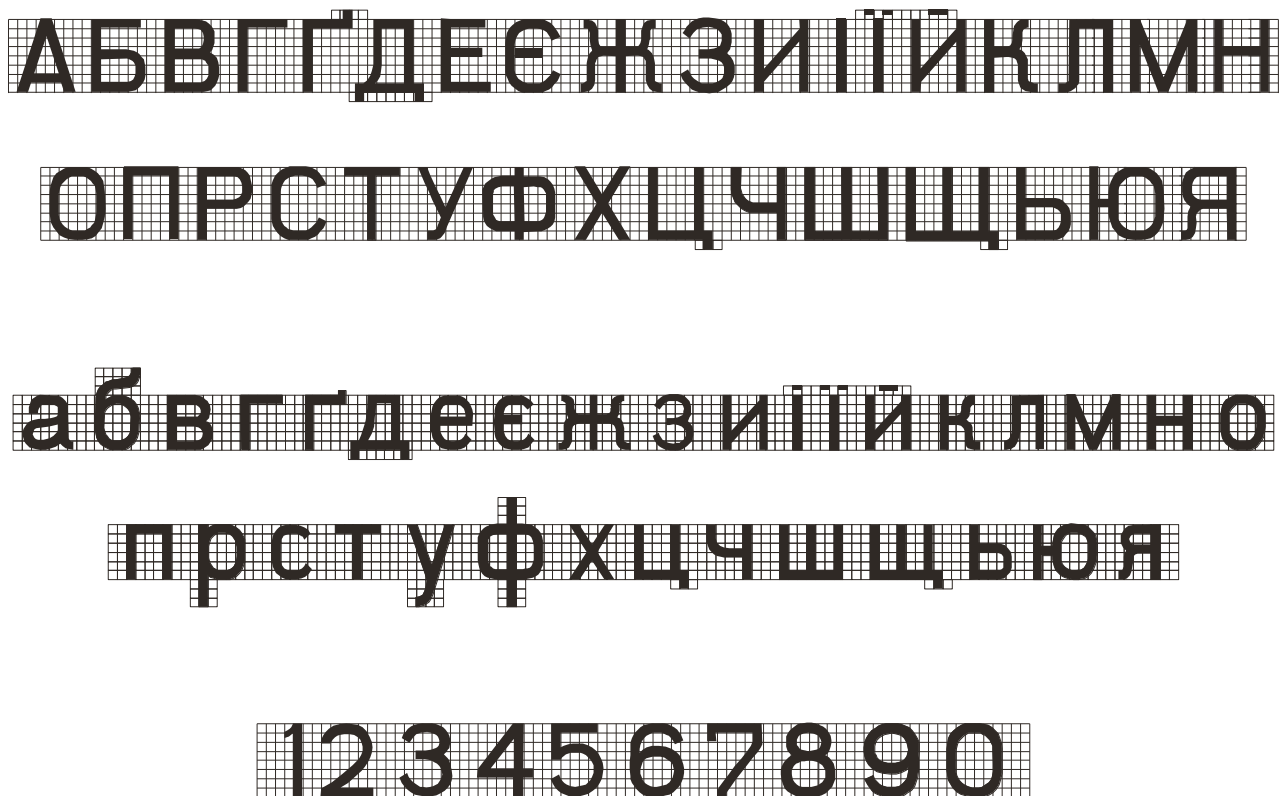 АБВГҐДЕЄЖЗИІЇЙКЛМН
ОПРСТУФХЦЧШЩЬЮЯ
абвгґдеєжзиіїйклмно
прстуфхцчшщьюя
1234567890